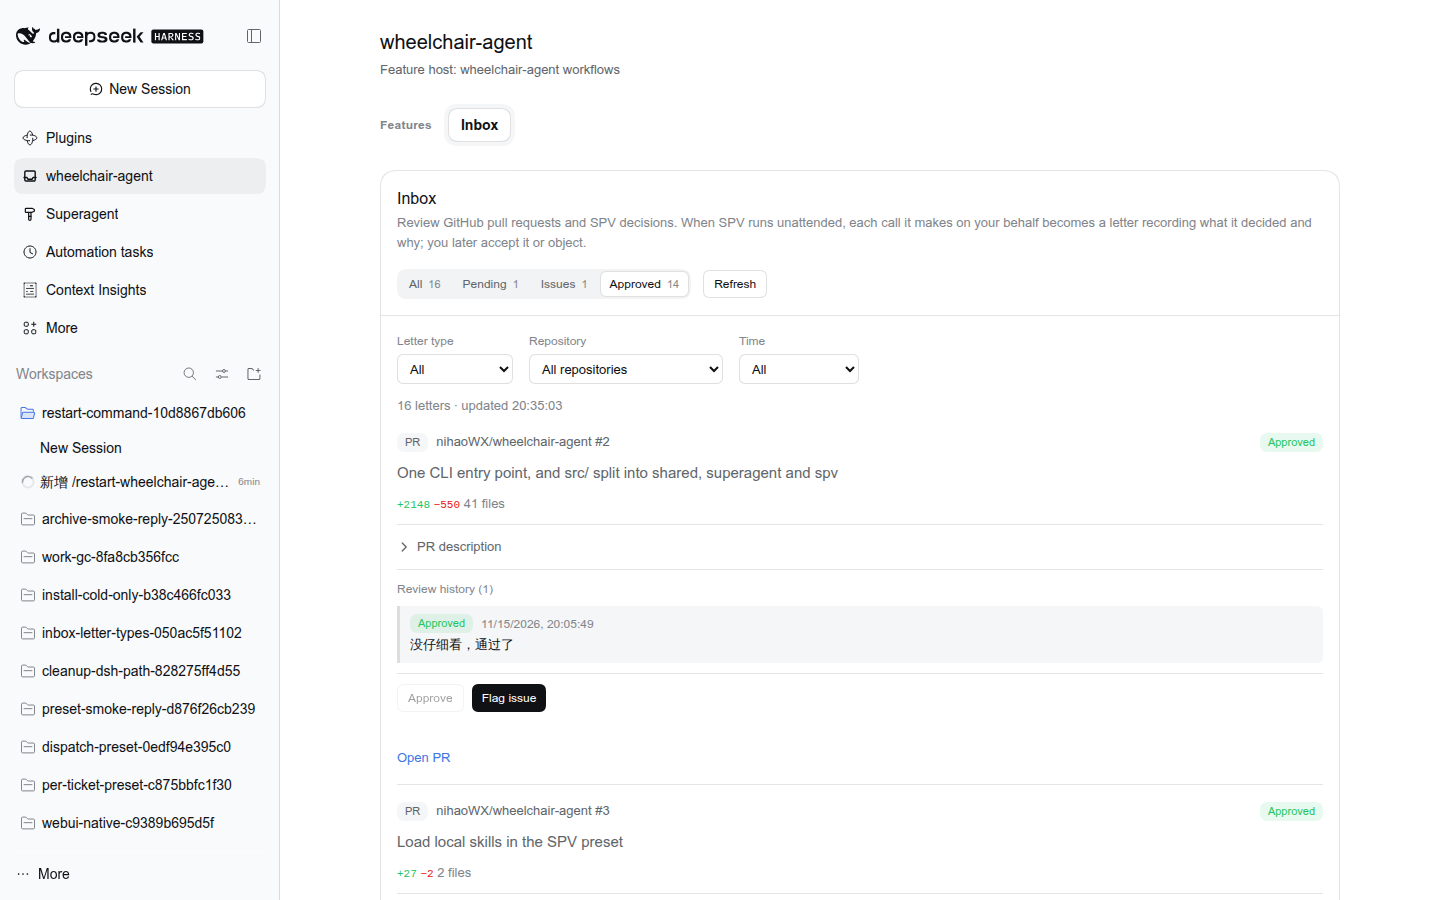 deepseek HARNESS
New Session
Plugins
wheelchair-agent
Superagent
Automation tasks
Context Insights
More
Workspaces
restart-command-10d8867db606
New Session
新增 /restart-wheelchair-age… 6min
archive-smoke-reply-250725083…
work-gc-8fa8cb356fcc
install-cold-only-b38c466fc033
inbox-letter-types-050ac5f51102
cleanup-dsh-path-828275ff4d55
preset-smoke-reply-d876f26cb239
dispatch-preset-0edf94e395c0
per-ticket-preset-c875bbfc1f30
webui-native-c9389b695d5f
More
wheelchair-agent
Feature host: wheelchair-agent workflows
Features Inbox
Inbox
Review GitHub pull requests and SPV decisions. When SPV runs unattended, each call it makes on your behalf becomes a letter recording what it decided and
why; you later accept it or object.
All 16 Pending 1 Issues 1 Approved 14 Refresh
Letter type Repository Time
All All repositories All
16 letters · updated 20:35:03
PR nihaoWX/wheelchair-agent #2 Approved
One CLI entry point, and src/ split into shared, superagent and spv
+2148 −550 41 files
PR description
Review history (1)
Approved 11/15/2026, 20:05:49
没仔细看，通过了
Approve Flag issue
Open PR
PR nihaoWX/wheelchair-agent #3 Approved
Load local skills in the SPV preset
+27 −2 2 files